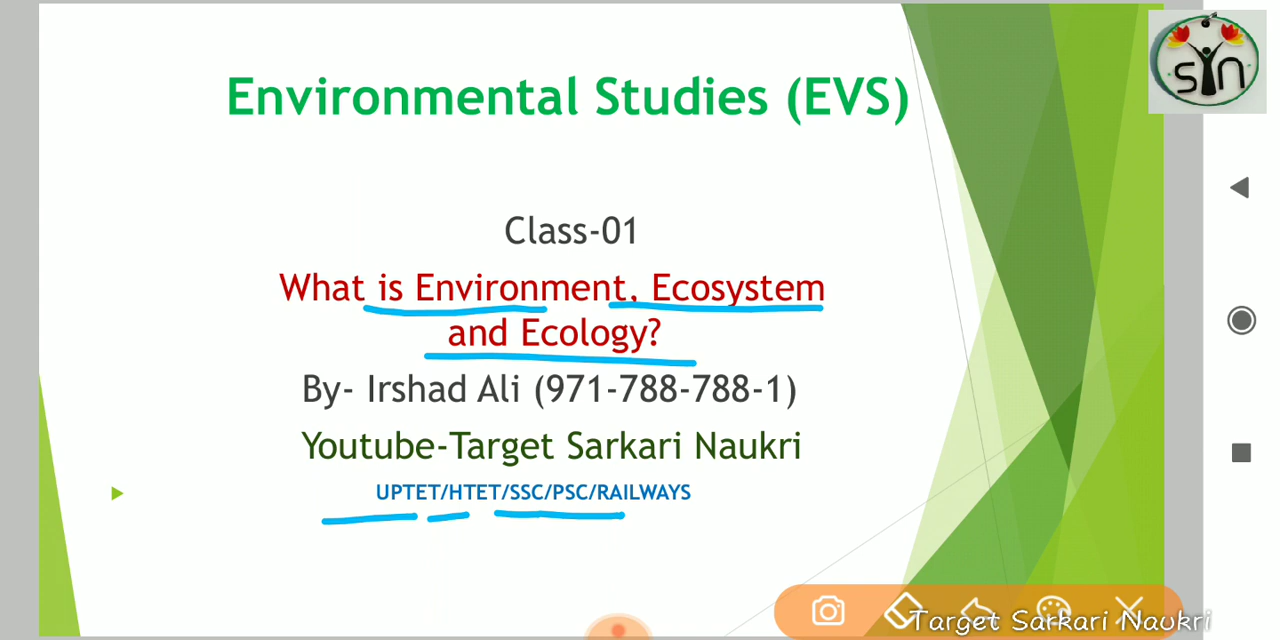 Environmental Studies (EVS)
SYN
Class-01
What is Environment, Ecosystem
and Ecology?
By- Irshad Ali (971-788-788-1)
Youtube-Target Sarkari Naukri
UPTET/HTET/SSC/PSC/RAILWAYS
Target Sarkari Naukri